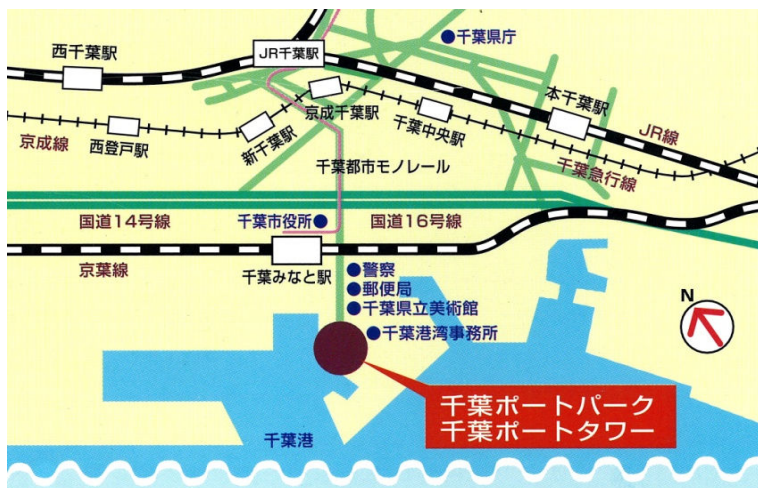 西千葉駅
JR千葉駅
千葉県庁
京成千葉駅
本千葉駅
千葉中央駅
新千葉駅
西登戸駅
京成線
JR線
千葉急行線
千葉都市モノレール
国道14号線
千葉市役所
国道16号線
京葉線
千葉みなと駅
警察
郵便局
千葉県立美術館
千葉港湾事務所
N
千葉ポートパーク
千葉ポートタワー
千葉港